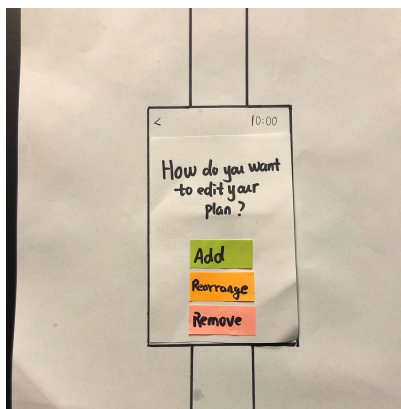 < 10:00
How do you want
to edit your
plan ?
Add
Rearrange
Remove